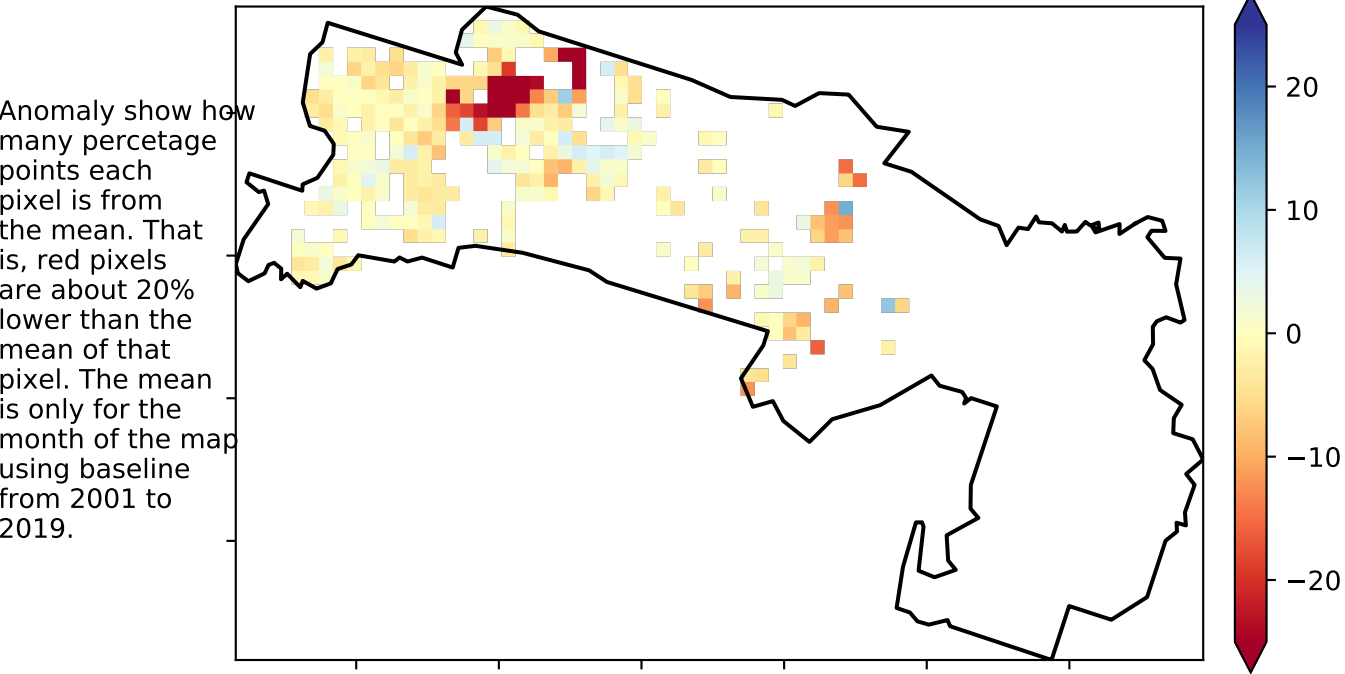 Anomaly show how
many percetage
points each
pixel is from
the mean. That
is, red pixels
are about 20%
lower than the
mean of that
pixel. The mean
is only for the
month of the map
using baseline
from 2001 to
2019.
20
10
0
−10
−20